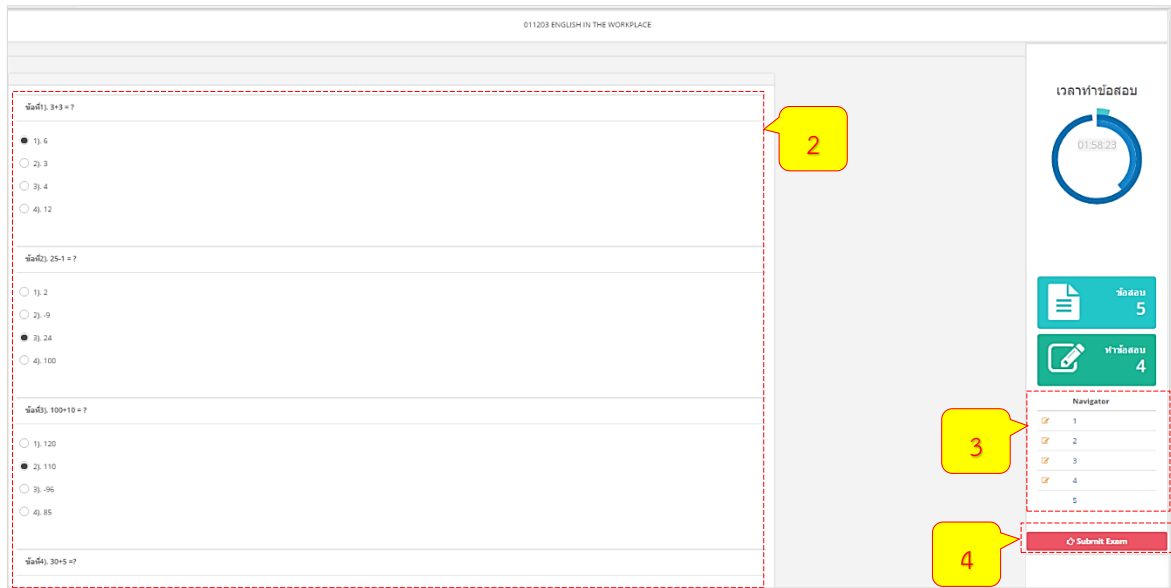 011203 ENGLISH IN THE WORKPLACE
ข้อที่1). 3+3 = ?
1). 6
2). 3
3). 4
4). 12
ข้อที่2). 25-1 = ?
1). 2
2). -9
3). 24
4). 100
ข้อที่3). 100+10 = ?
1). 120
2). 110
3). -96
4). 85
ข้อที่4). 30+5 =?
2
เวลาทำข้อสอบ
01:58:23
ข้อสอบ
5
ทำข้อสอบ
4
Navigator
1
2
3
4
5
3
Submit Exam
4